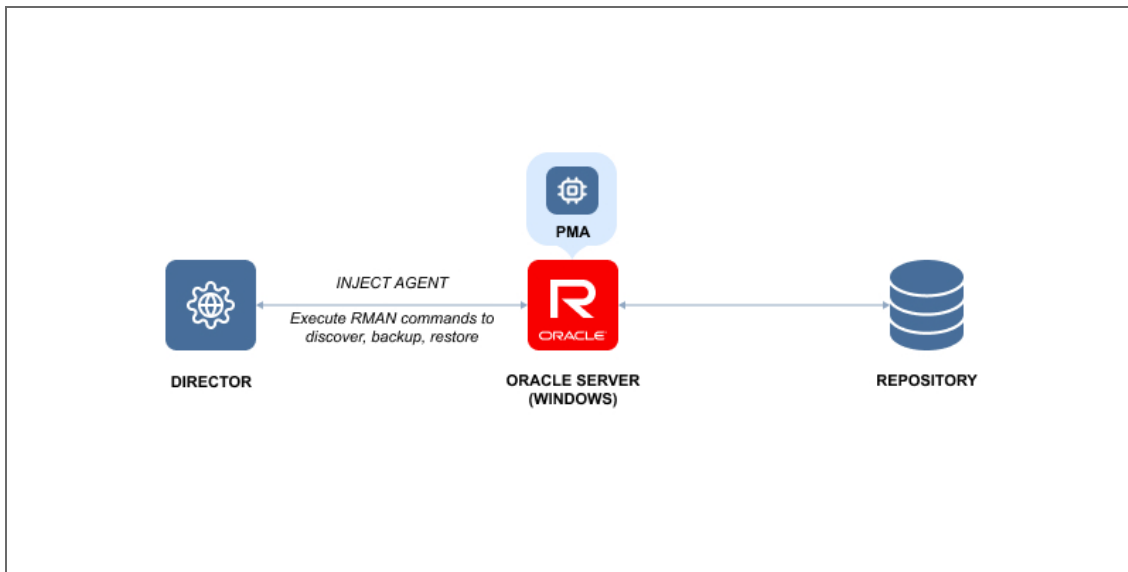 PMA
INJECT AGENT
Execute RMAN commands to
discover, backup, restore
R
ORACLE
DIRECTOR
ORACLE SERVER
(WINDOWS)
REPOSITORY